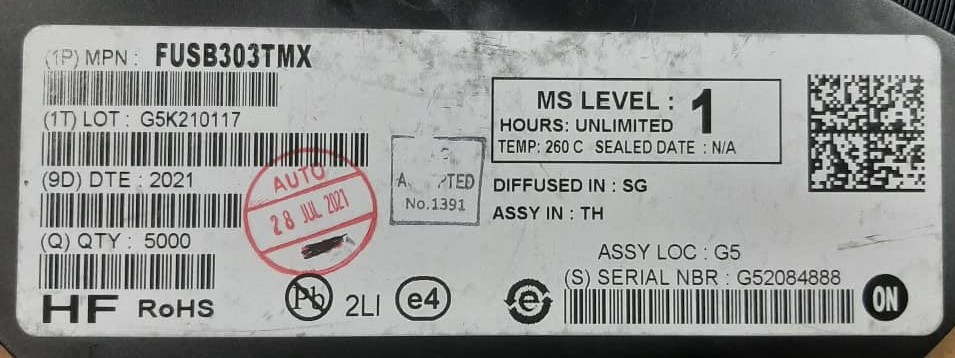 (1P) MPN : FUSB303TMX
(1T) LOT : G5K210117
(9D) DTE : 2021
(Q) QTY : 5000
HF RoHS
AUTO
28 JUL 2021
No.1391
MS LEVEL : 1
HOURS: UNLIMITED
TEMP: 260 C SEALED DATE : N/A
DIFFUSED IN : SG
ASSY IN : TH
ASSY LOC : G5
(S) SERIAL NBR : G52084888
Pb 2LI e4 e ON